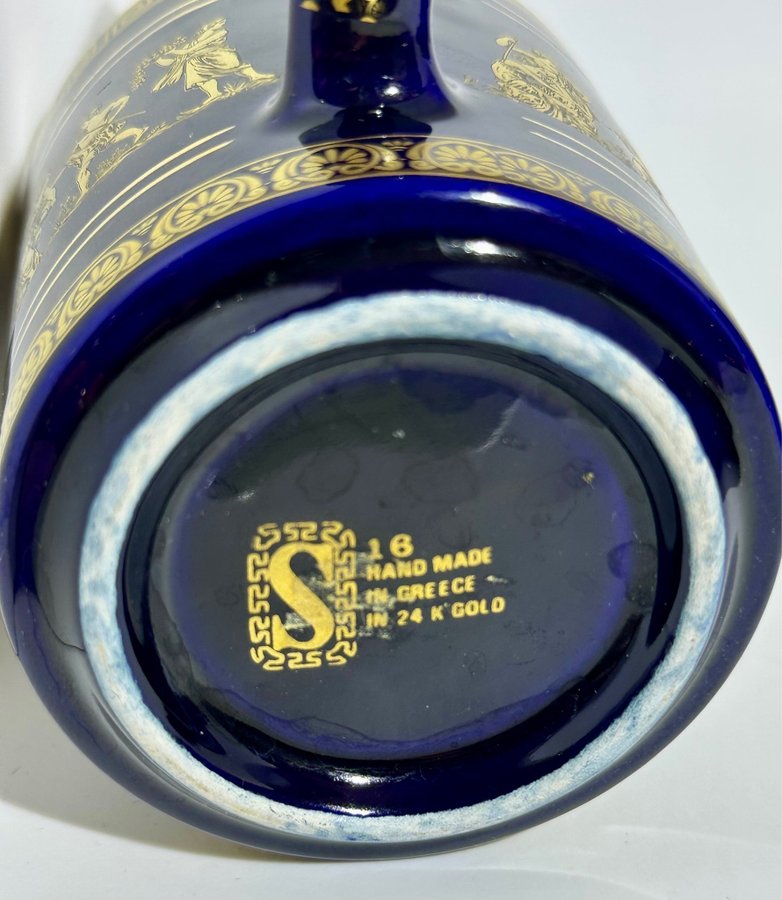 S
16
HAND MADE
IN GREECE
IN 24 K GOLD